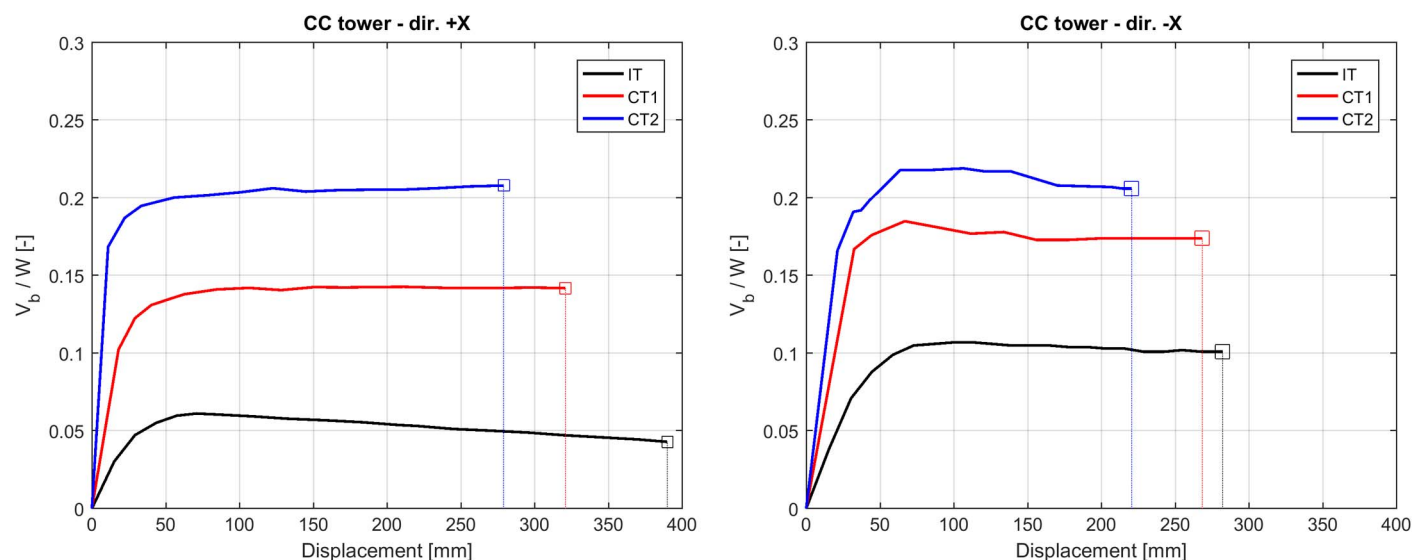 CC tower - dir. +X
0.3
0.25
0.2
0.15
0.1
0.05
0
V_b / W [-]
IT
CT1
CT2
0 50 100 150 200 250 300 350 400
Displacement [mm]
CC tower - dir. -X
0.3
0.25
0.2
0.15
0.1
0.05
0
V_b / W [-]
IT
CT1
CT2
0 50 100 150 200 250 300 350 400
Displacement [mm]